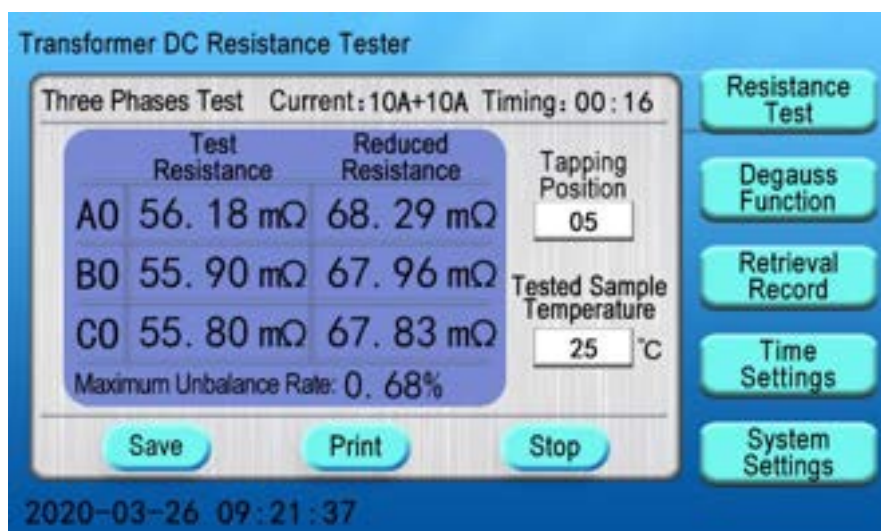 Transformer DC Resistance Tester
Three Phases Test Current:10A+10A Timing:00:16
Test Resistance
Reduced Resistance
A0 56.18 mΩ 68.29 mΩ
B0 55.90 mΩ 67.96 mΩ
C0 55.80 mΩ 67.83 mΩ
Maximum Unbalance Rate: 0.68%
Tapping
Position
05
Tested Sample
Temperature
25 ℃
Save Print Stop
Resistance
Test
Degauss
Function
Retrieval
Record
Time
Settings
System
Settings
2020-03-26 09:21:37